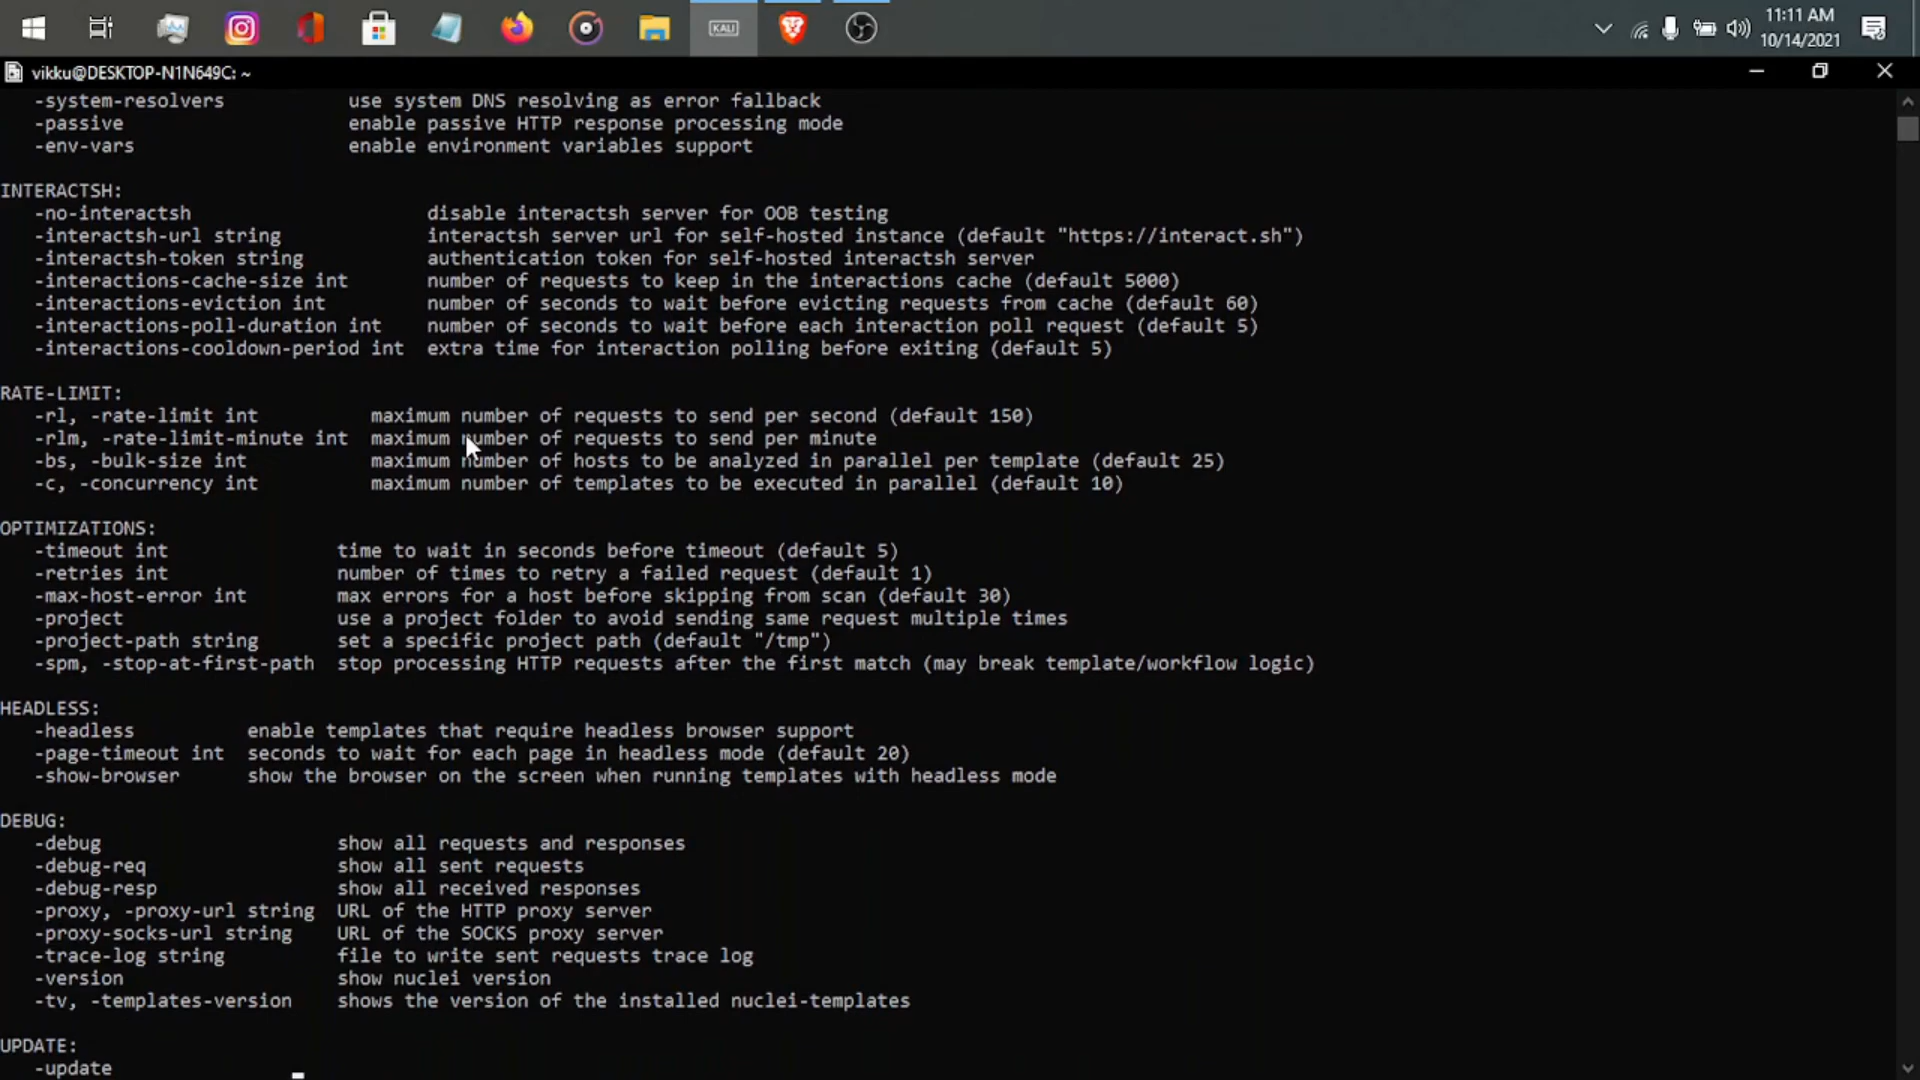 KALI
11:11 AM
10/14/2021
vikku@DESKTOP-N1N649C: ~
-system-resolvers use system DNS resolving as error fallback
-passive enable passive HTTP response processing mode
-env-vars enable environment variables support
INTERACTSH:
-no-interactsh disable interactsh server for OOB testing
-interactsh-url string interactsh server url for self-hosted instance (default "https://interact.sh")
-interactsh-token string authentication token for self-hosted interactsh server
-interactions-cache-size int number of requests to keep in the interactions cache (default 5000)
-interactions-eviction int number of seconds to wait before evicting requests from cache (default 60)
-interactions-poll-duration int number of seconds to wait before each interaction poll request (default 5)
-interactions-cooldown-period int extra time for interaction polling before exiting (default 5)
RATE-LIMIT:
-rl, -rate-limit int maximum number of requests to send per second (default 150)
-rlm, -rate-limit-minute int maximum number of requests to send per minute
-bs, -bulk-size int maximum number of hosts to be analyzed in parallel per template (default 25)
-c, -concurrency int maximum number of templates to be executed in parallel (default 10)
OPTIMIZATIONS:
-timeout int time to wait in seconds before timeout (default 5)
-retries int number of times to retry a failed request (default 1)
-max-host-error int max errors for a host before skipping from scan (default 30)
-project use a project folder to avoid sending same request multiple times
-project-path string set a specific project path (default "/tmp")
-spm, -stop-at-first-path stop processing HTTP requests after the first match (may break template/workflow logic)
HEADLESS:
-headless enable templates that require headless browser support
-page-timeout int seconds to wait for each page in headless mode (default 20)
-show-browser show the browser on the screen when running templates with headless mode
DEBUG:
-debug show all requests and responses
-debug-req show all sent requests
-debug-resp show all received responses
-proxy, -proxy-url string URL of the HTTP proxy server
-proxy-socks-url string URL of the SOCKS proxy server
-trace-log string file to write sent requests trace log
-version show nuclei version
-tv, -templates-version shows the version of the installed nuclei-templates
UPDATE:
-update